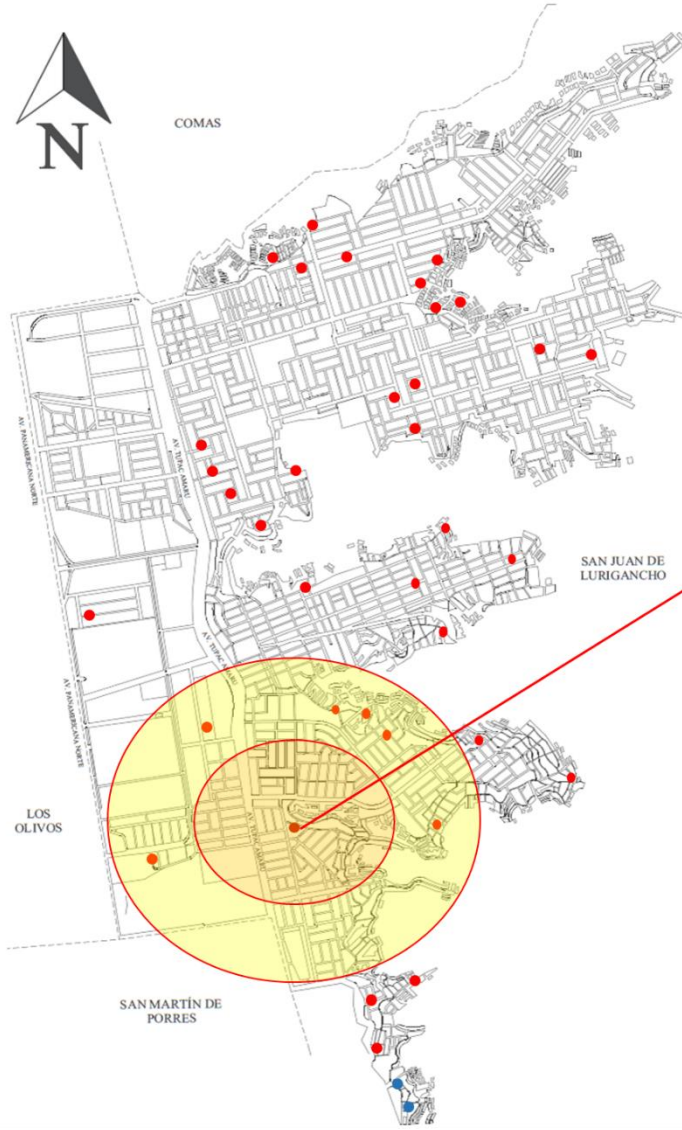 COMAS
N
AV. PANAMERICANA NORTE
AV. TUPAC AMARU
SAN JUAN DE
LURIGANCHO
AV. TUPAC AMARU
AV. PANAMERICANA NORTE
LOS
OLIVOS
AV. TUPAC AMARU
SAN MARTÍN DE
PORRES